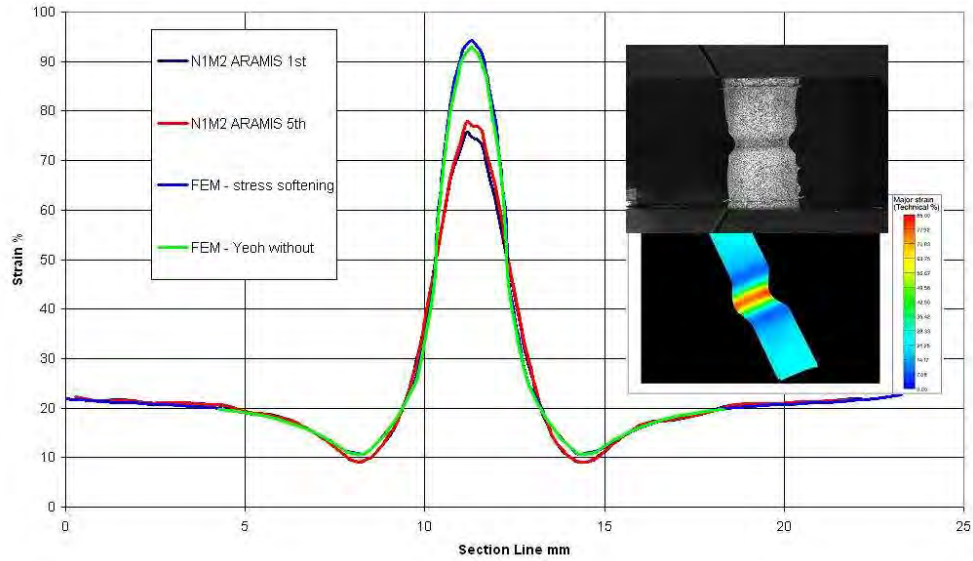 100
90
80
70
60
50
40
30
20
10
0
Strain %
N1M2 ARAMIS 1st
N1M2 ARAMIS 5th
FEM - stress softening
FEM - Yeoh without
Major strain
(Technical %)
0 5 10 15 20 25
Section Line mm